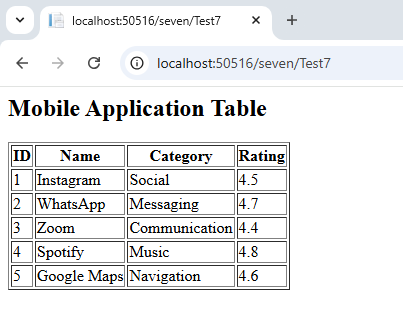 localhost:50516/seven/Test7
localhost:50516/seven/Test7
Mobile Application Table
ID Name Category Rating
1 Instagram Social 4.5
2 WhatsApp Messaging 4.7
3 Zoom Communication 4.4
4 Spotify Music 4.8
5 Google Maps Navigation 4.6